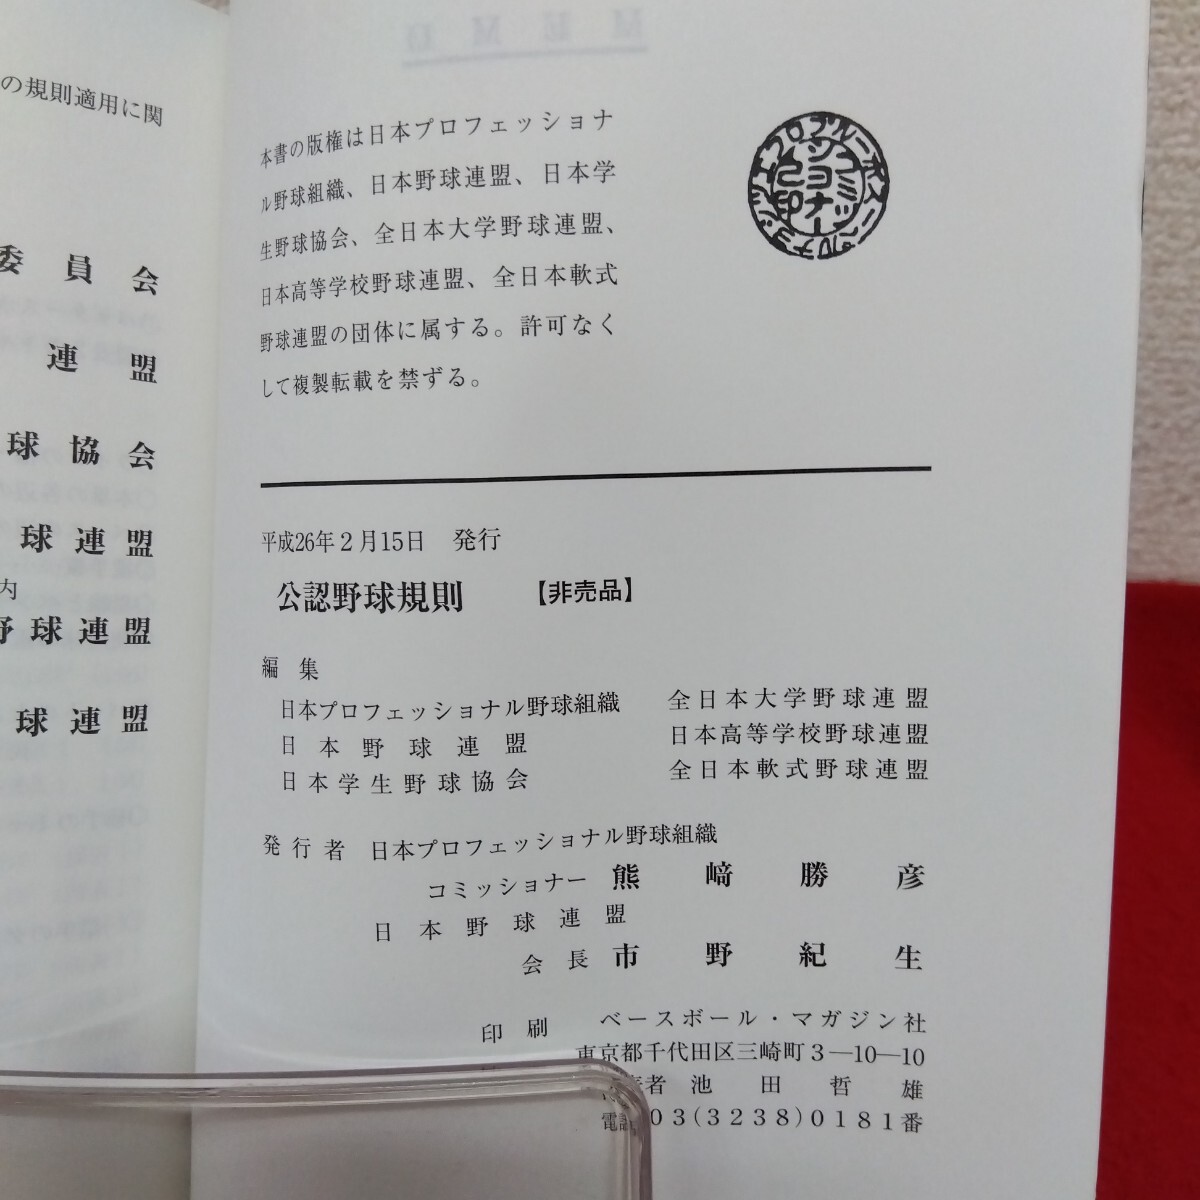 の規則適用に関
委員会
連盟
球協会
球連盟
内
野球連盟
球連盟
MEMO
本書の版権は日本プロフェッショナ
ル野球組織、日本野球連盟、日本学
生野球協会、全日本大学野球連盟、
日本高等学校野球連盟、全日本軟式
野球連盟の団体に属する。許可なく
して複製転載を禁ずる。
平成26年2月15日 発行
公認野球規則 【非売品】
編集
日本プロフェッショナル野球組織 全日本大学野球連盟
日本野球連盟 日本高等学校野球連盟
日本学生野球協会 全日本軟式野球連盟
発行者 日本プロフェッショナル野球組織
コミッショナー 熊﨑勝彦
日本野球連盟
会長 市野紀生
印刷 ベースボール・マガジン社
東京都千代田区三崎町3―10―10
者 池田哲雄
電話 03(3238)0181番